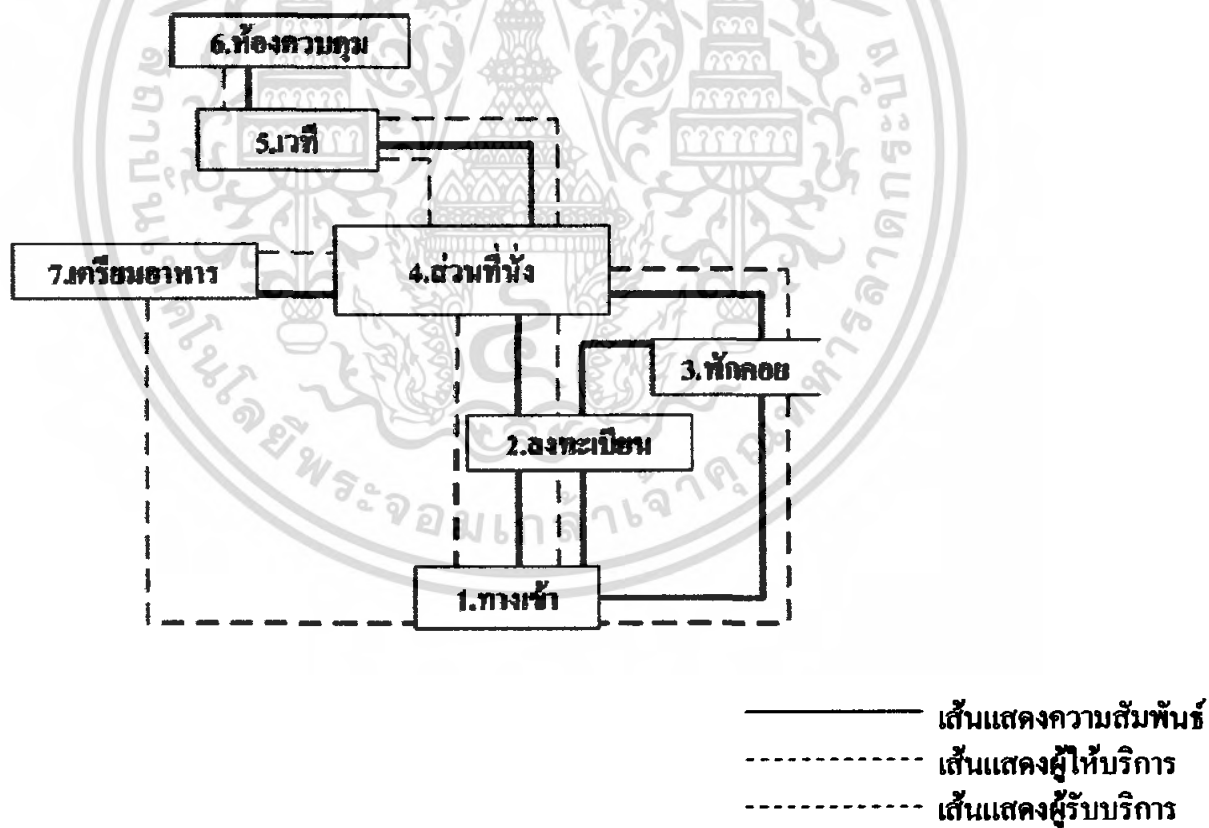 6.ห้องควบคุม
5.เวที
7.เตรียมอาหาร
4.ส่วนที่นั่ง
3.พักคอย
2.ลงทะเบียน
1.ทางเข้า
เส้นแสดงความสัมพันธ์
เส้นแสดงผู้ให้บริการ
เส้นแสดงผู้รับบริการ